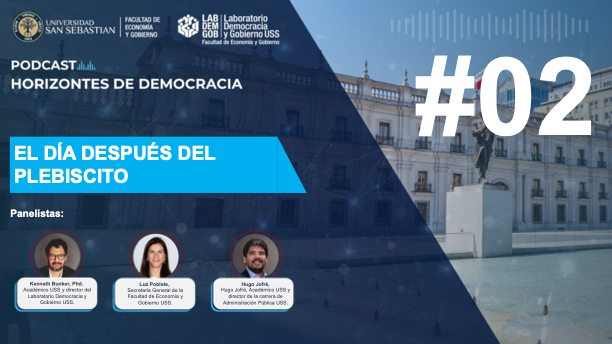 UNIVERSIDAD
SAN SEBASTIAN
FACULTAD DE
ECONOMÍA
Y GOBIERNO
LAB
DEM
GOB
Laboratorio
Democracia
y Gobierno USS
Facultad de Economía y Gobierno
PODCAST
HORIZONTES DE DEMOCRACIA
#02
EL DÍA DESPUÉS DEL
PLEBISCITO
Panelistas:
Kenneth Bunker, Phd.
Académico USS y director del
Laboratorio Democracia y
Gobierno USS.
Luz Poblete,
Secretaria General de la
Facultad de Economía y
Gobierno USS.
Hugo Jofré,
Hugo Jofré, Académico USS y
director de la carrera de
Administración Pública USS.